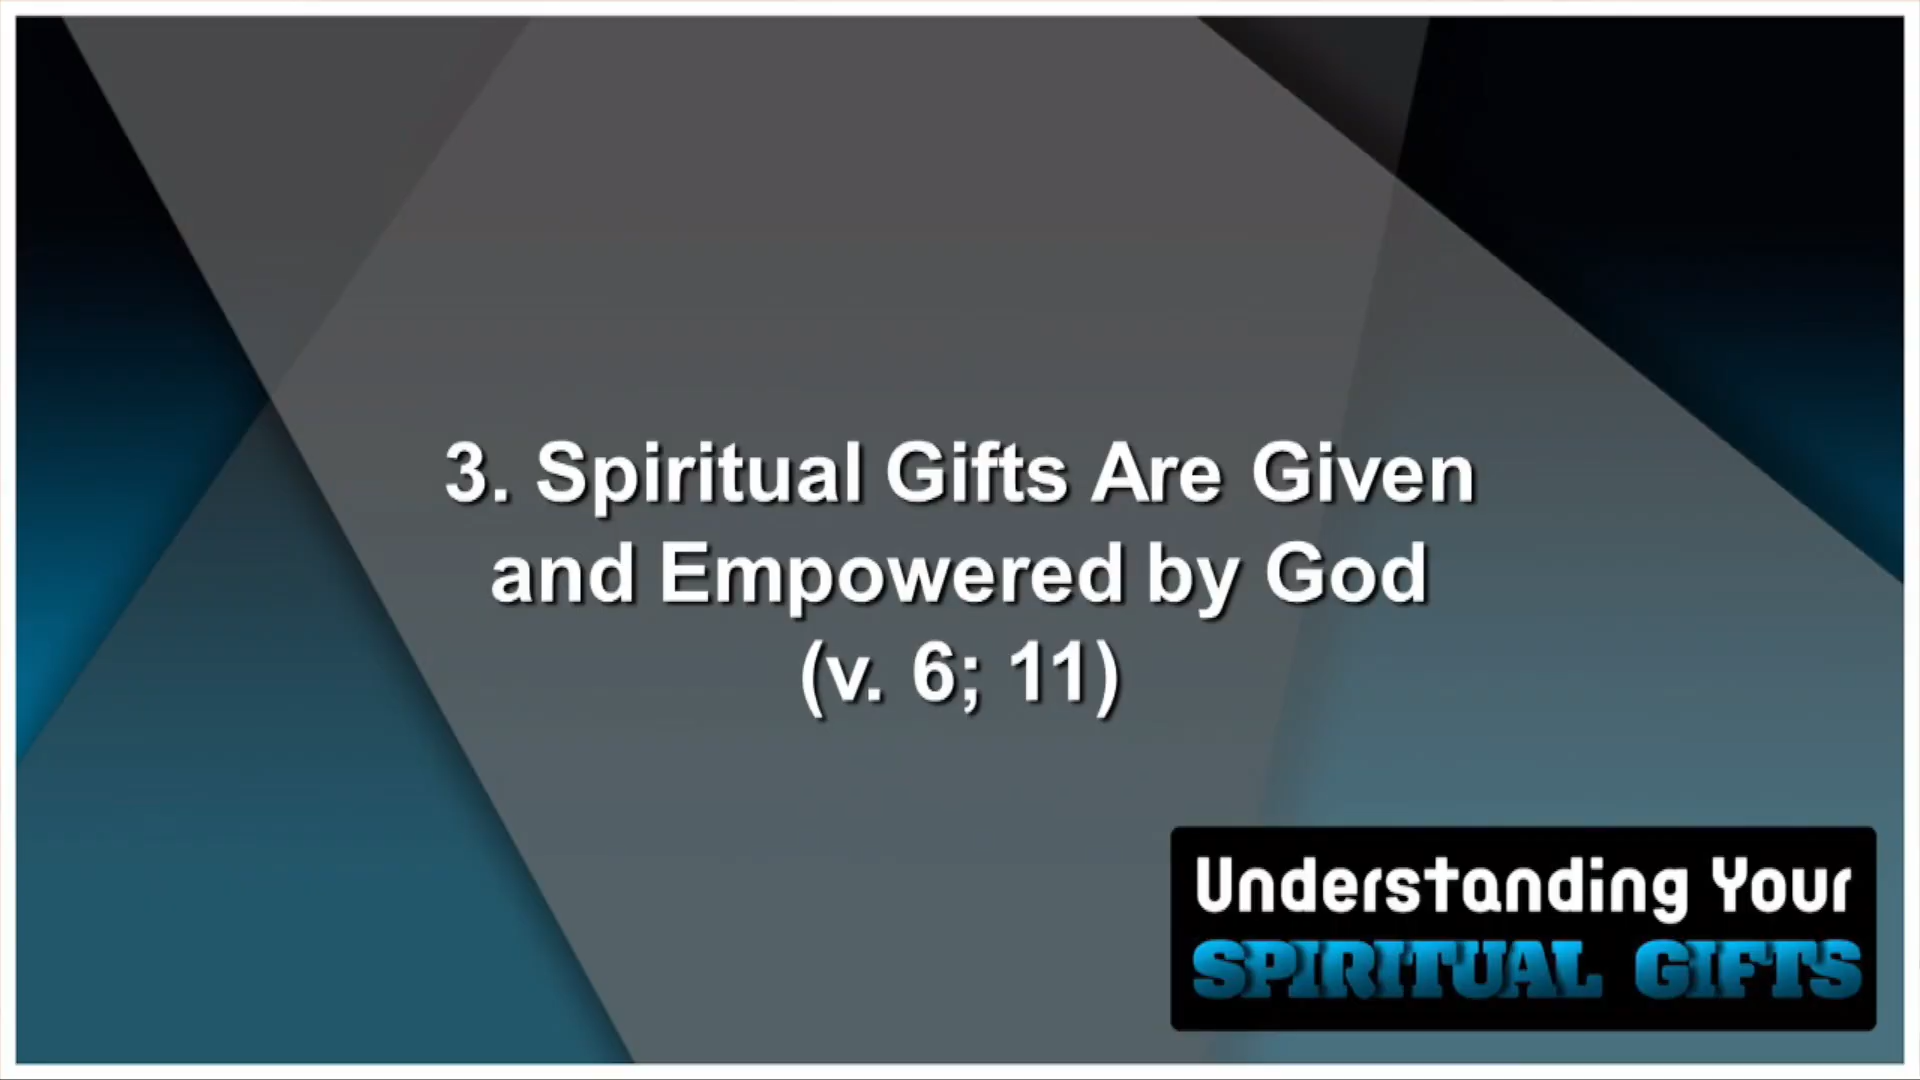 3. Spiritual Gifts Are Given
and Empowered by God
(v. 6; 11)
Understanding Your
SPIRITUAL GIFTS